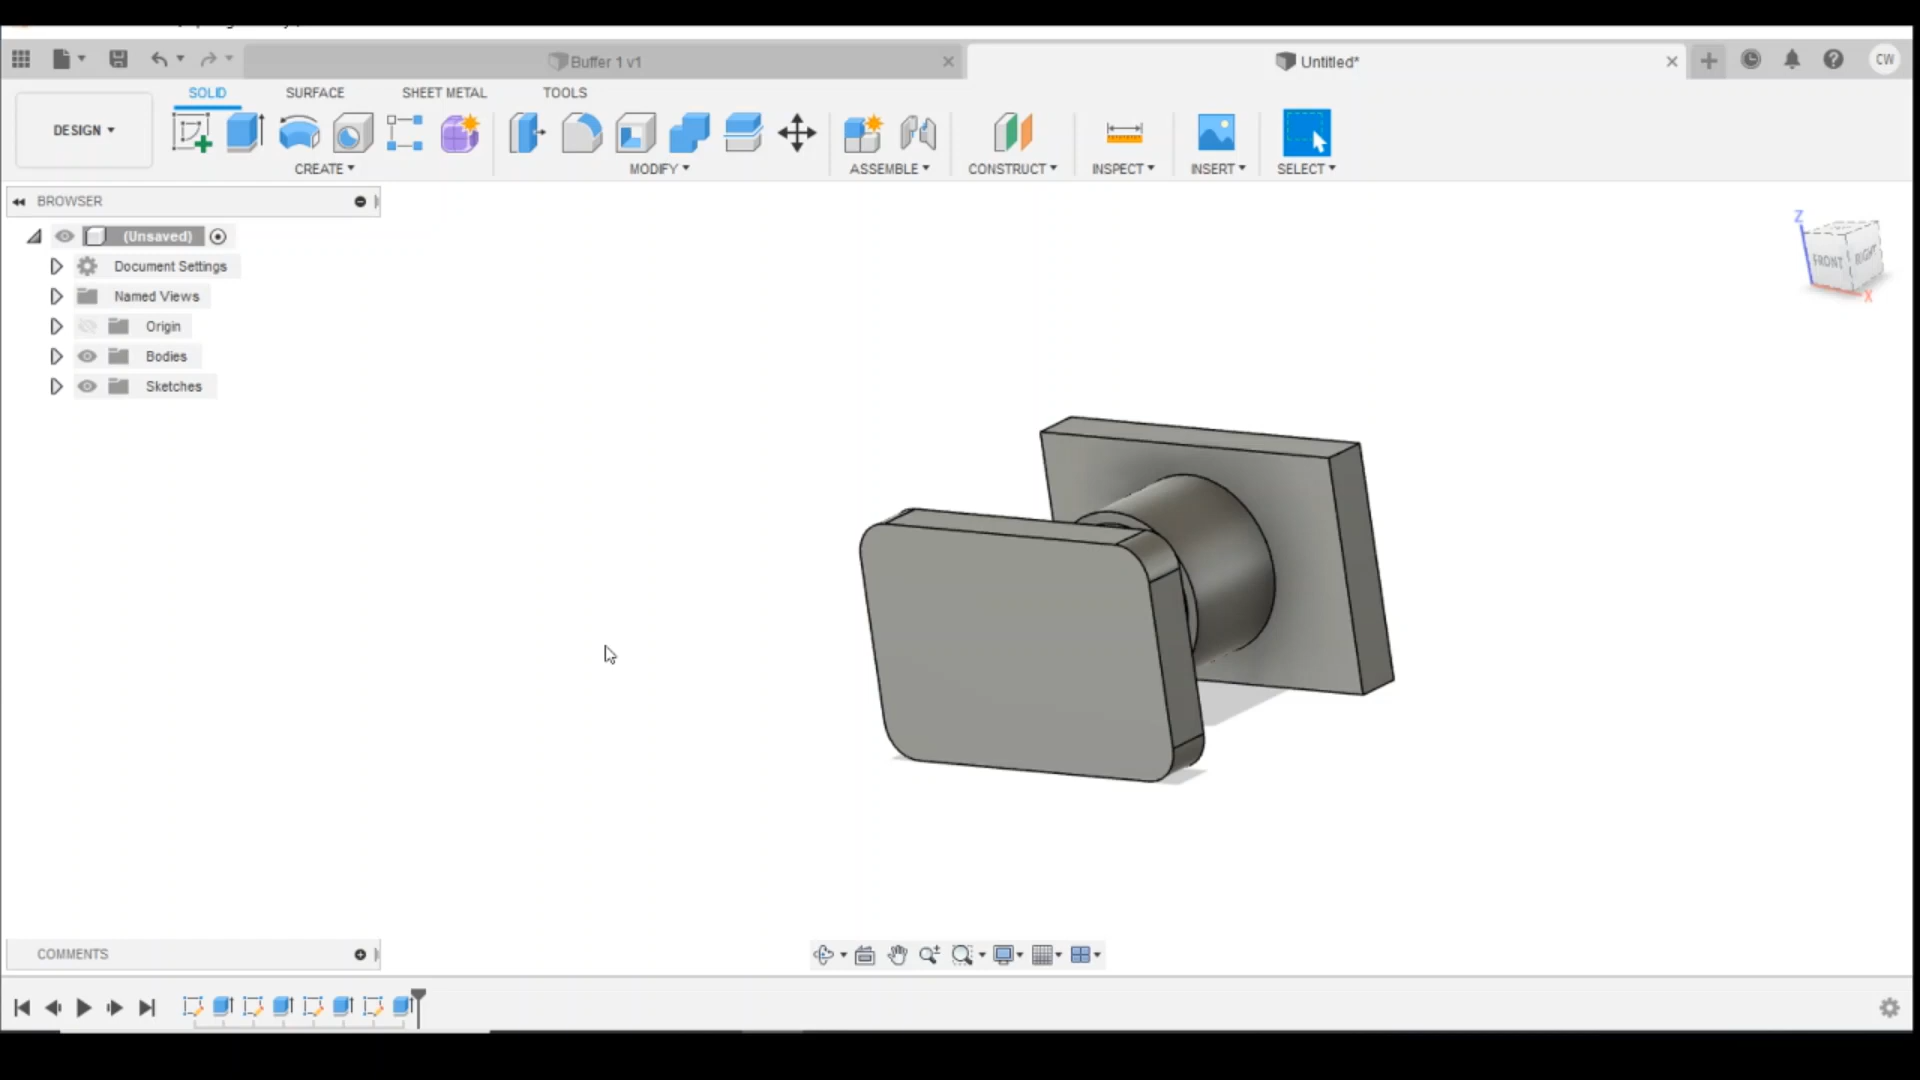 Buffer 1 v1
Untitled*
CW
DESIGN
SOLID
SURFACE
SHEET METAL
TOOLS
CREATE
MODIFY
ASSEMBLE
CONSTRUCT
INSPECT
INSERT
SELECT
BROWSER
(Unsaved)
Document Settings
Named Views
Origin
Bodies
Sketches
Z
FRONT
RIGHT
X
COMMENTS